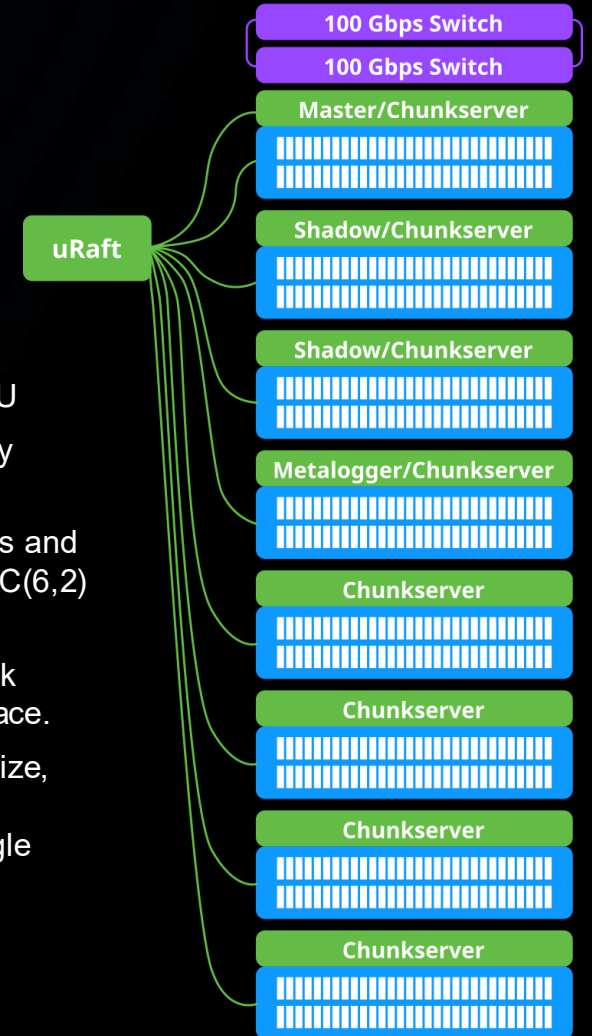 100 Gbps Switch
100 Gbps Switch
Master/Chunkserver
uRaft
Shadow/Chunkserver
Shadow/Chunkserver
Metalogger/Chunkserver
Chunkserver
Chunkserver
Chunkserver
Chunkserver
U
y
s and
C(6,2)
k
ace.
ize,
gle